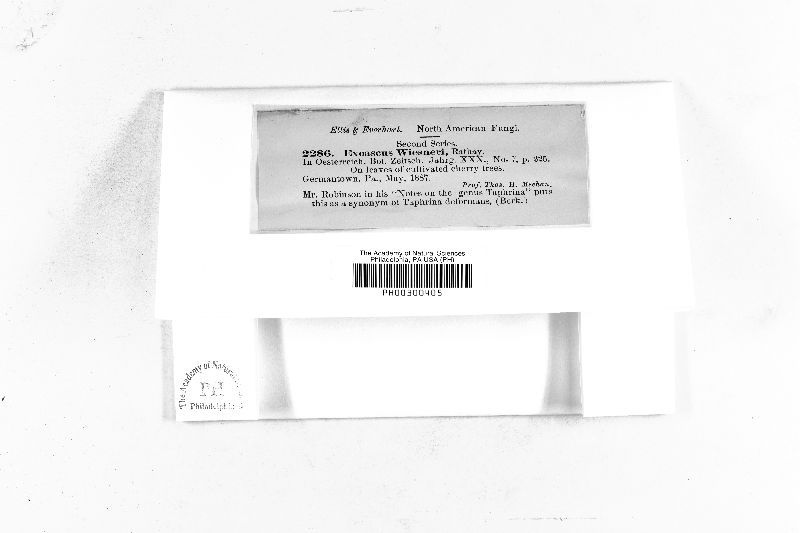 Ellis & Everhart. North American Fungi.
Second Series.
2286. Exoascus Wiesneri, Rathay.
In Oesterreich. Bot. Zeitsch. Jahrg. XXX., No. 7, p. 225.
On leaves of cultivated cherry trees.
Germantown, Pa., May, 1887.
Prof. Thos. H. Meehan,
Mr. Robinson in his "Notes on the genus Taphrina" puts
this as a synonym of Taphrina deformans, (Berk.)
The Academy of Natural Sciences
Philadelphia, PA USA (PH)
PH00300405
The Academy of Natural
PH
Philadelphia